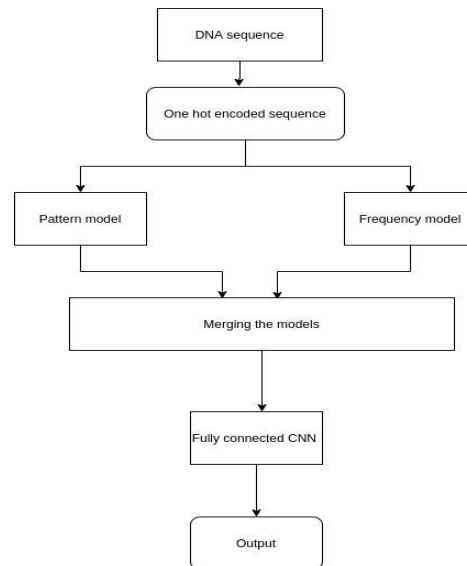 DNA sequence
One hot encoded sequence
Pattern model
Frequency model
Merging the models
Fully connected CNN
Output